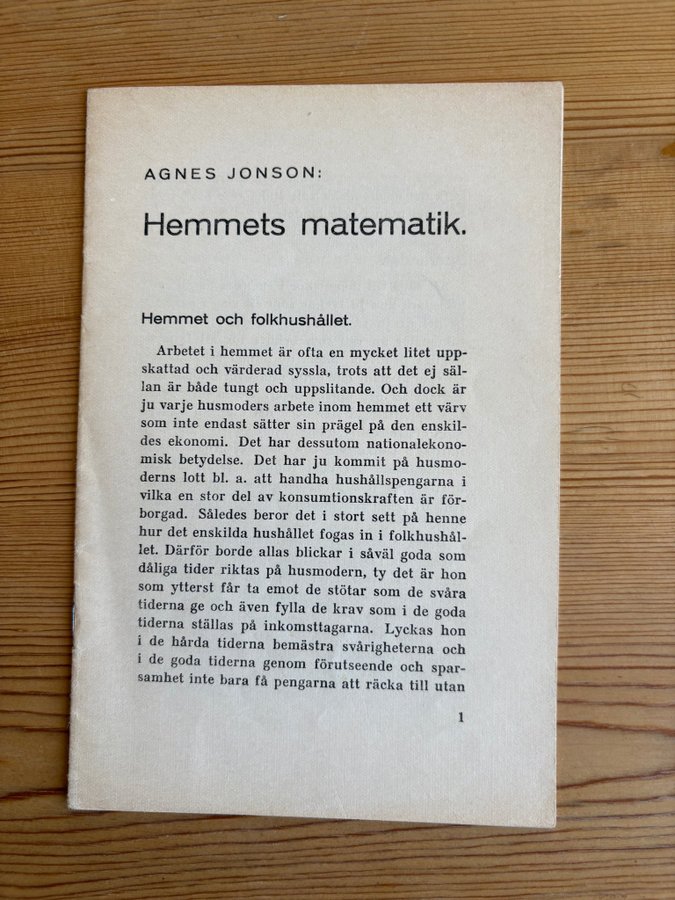 AGNES JONSON:
Hemmets matematik.
Hemmet och folkhushållet.
Arbetet i hemmet är ofta en mycket litet upp-
skattad och värderad syssla, trots att det ej säl-
lan är både tungt och uppslitande. Och dock är
ju varje husmoders arbete inom hemmet ett värv
som inte endast sätter sin prägel på den enskil-
des ekonomi. Det har dessutom nationalekono-
misk betydelse. Det har ju kommit på husmo-
derns lott bl. a. att handha hushållspengarna i
vilka en stor del av konsumtionskraften är för-
borgad. Således beror det i stort sett på henne
hur det enskilda hushållet fogas in i folkhushål-
let. Därför borde allas blickar i såväl goda som
dåliga tider riktas på husmodern, ty det är hon
som ytterst får ta emot de stötar som de svåra
tiderna ge och även fylla de krav som i de goda
tiderna ställas på inkomsttagarna. Lyckas hon
i de hårda tiderna bemästra svårigheterna och
i de goda tiderna genom förutseende och spar-
samhet inte bara få pengarna att räcka till utan
1